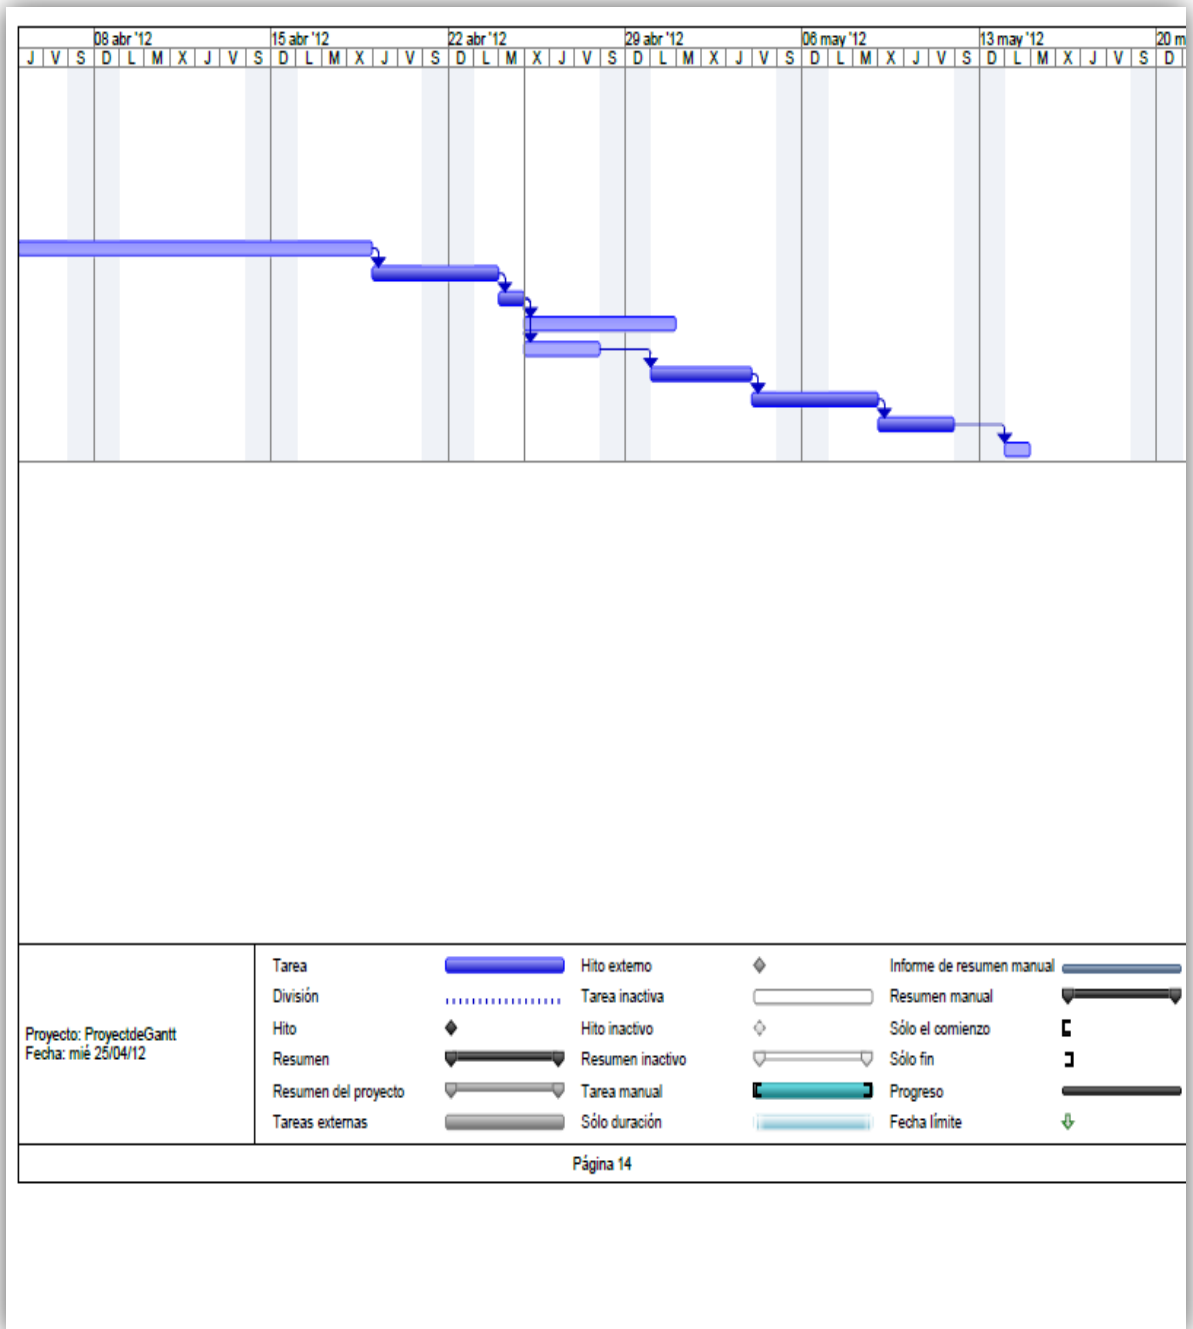 08 abr '12 15 abr '12 22 abr '12 29 abr '12 06 may '12 13 may '12 20 m
J V S D L M X J V S D L M X J V S D L M X J V S D L M X J V S D L M X J V S D L M X J V S D
Tarea Hito externo Informe de resumen manual
División Tarea inactiva Resumen manual
Hito Hito inactivo Sólo el comienzo
Proyecto: ProyectdeGantt
Fecha: mié 25/04/12
Resumen Resumen inactivo Sólo fin
Resumen del proyecto Tarea manual Progreso
Tareas externas Sólo duración Fecha límite
Página 14